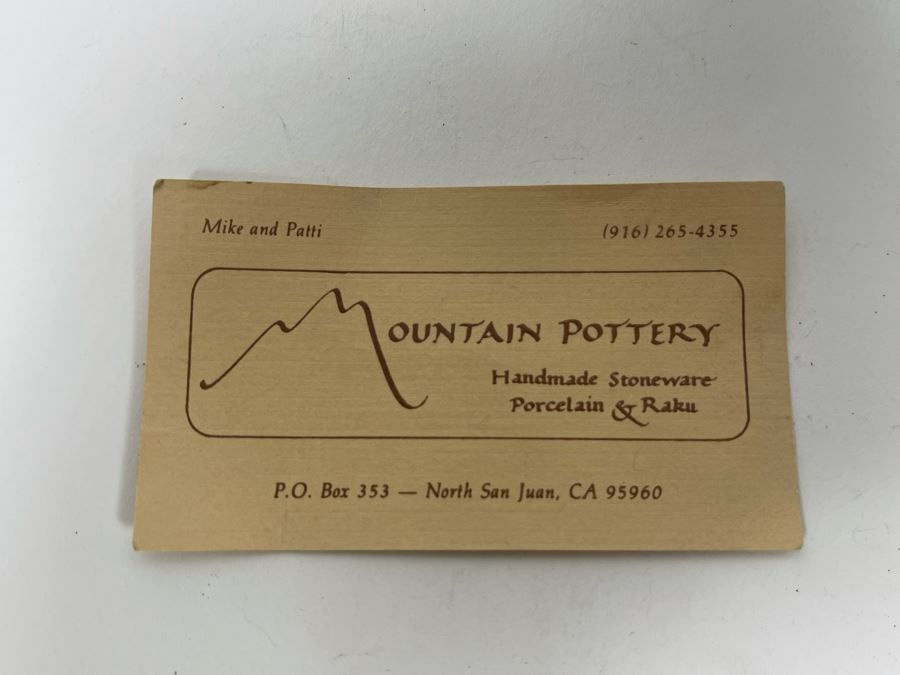 Mike and Patti
(916) 265-4355
MOUNTAIN POTTERY
Handmade Stoneware
Porcelain & Raku
P.O. Box 353 — North San Juan, CA 95960